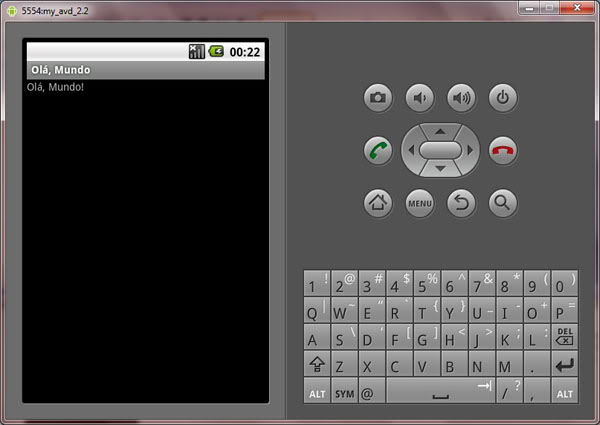 5554:my_avd_2.2
00:22
Olá, Mundo
Olá, Mundo!
MENU
1 ! 2 @ 3 # 4 $ 5 % 6 ^ 7 & 8 * 9 ( 0 )
Q | W ~ E “ R ` T { Y } U _ I - O + P =
A S \ D ' F [ G ] H < J > K ; L : DEL
Z X C V B N M .
ALT SYM @ / ? , ALT